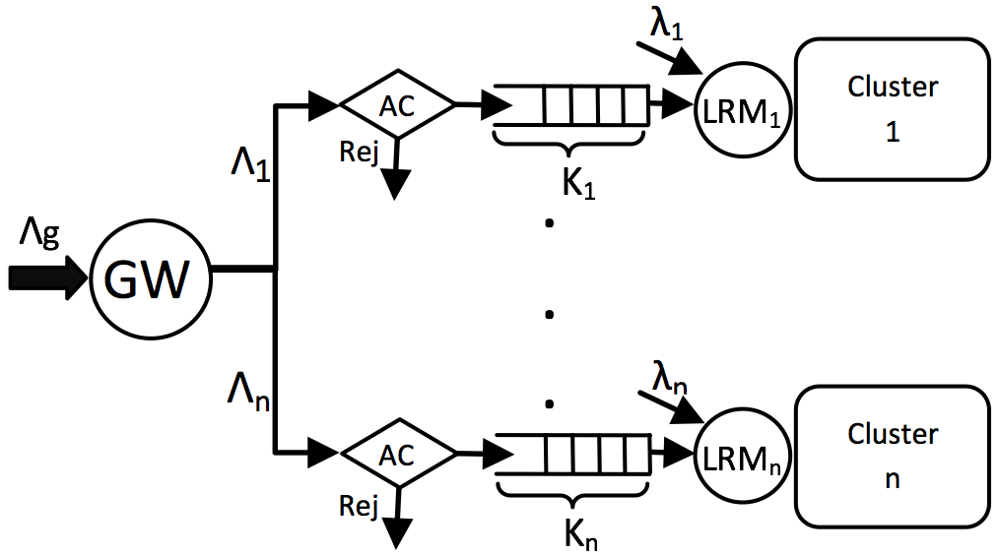 λ₁
Cluster
1
AC
LRM₁
Rej
Λ₁
K₁
Λg
GW
Λₙ
λₙ
Cluster
n
AC
LRMₙ
Rej
Kₙ